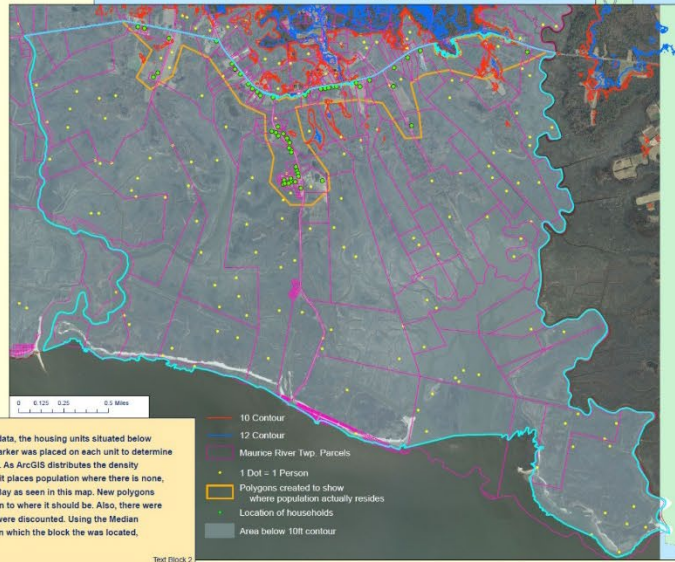 0 0.125 0.25 0.5 Miles
10 Contour
12 Contour
Maurice River Twp. Parcels
1 Dot = 1 Person
Polygons created to show
where population actually resides
Location of households
Area below 10ft contour
data, the housing units situated below
arker was placed on each unit to determine
. As ArcGIS distributes the density
it places population where there is none,
Bay as seen in this map. New polygons
n to where it should be. Also, there were
were discounted. Using the Median
n which the block the was located,
Text Block 2